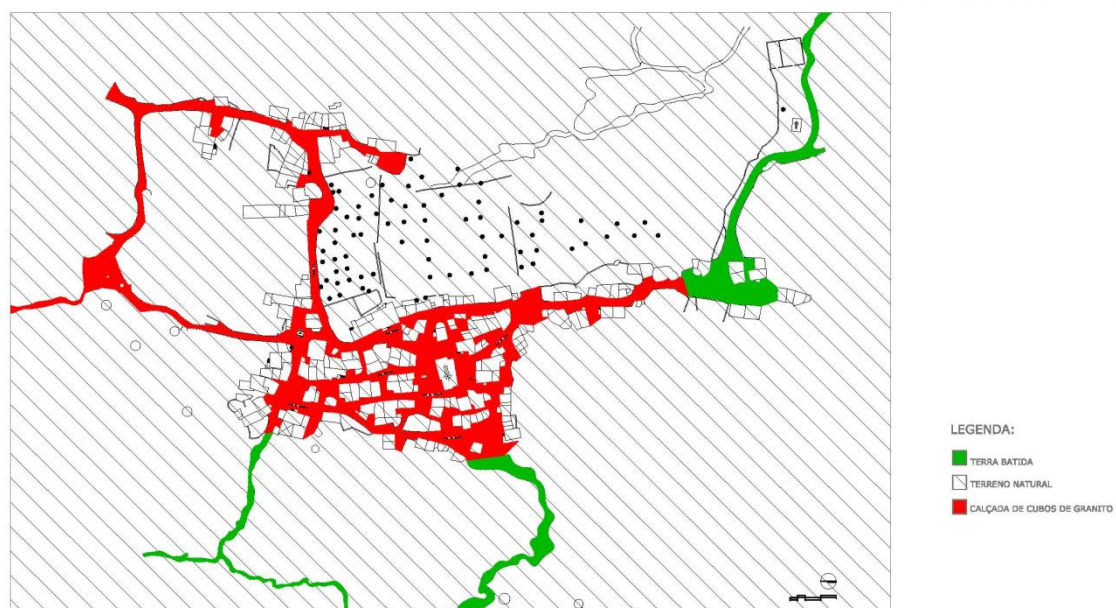 LEGENDA:
TERRA BATIDA
TERRENO NATURAL
CALÇADA DE CUBOS DE GRANITO